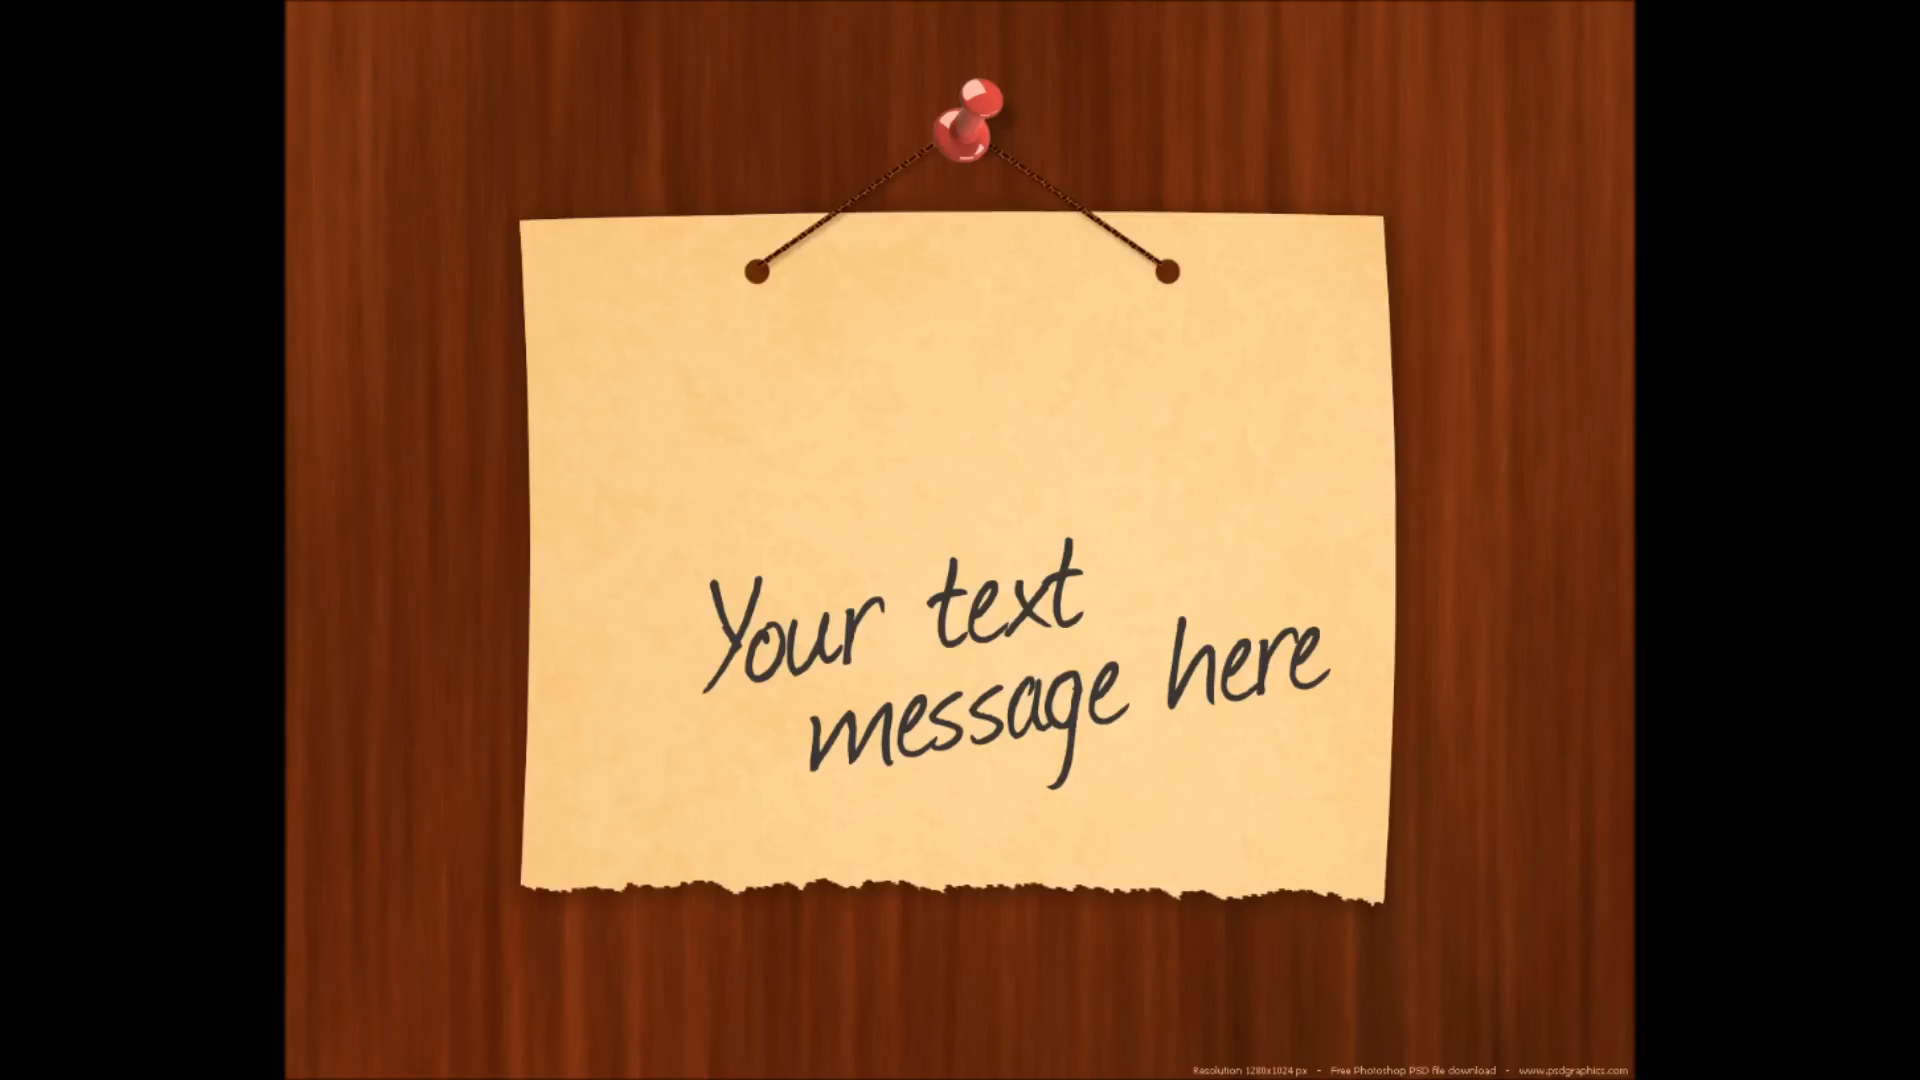 Your text
message here
Resolution 1280x1024 px - Free Photoshop PSD file download - www.psdgraphics.com